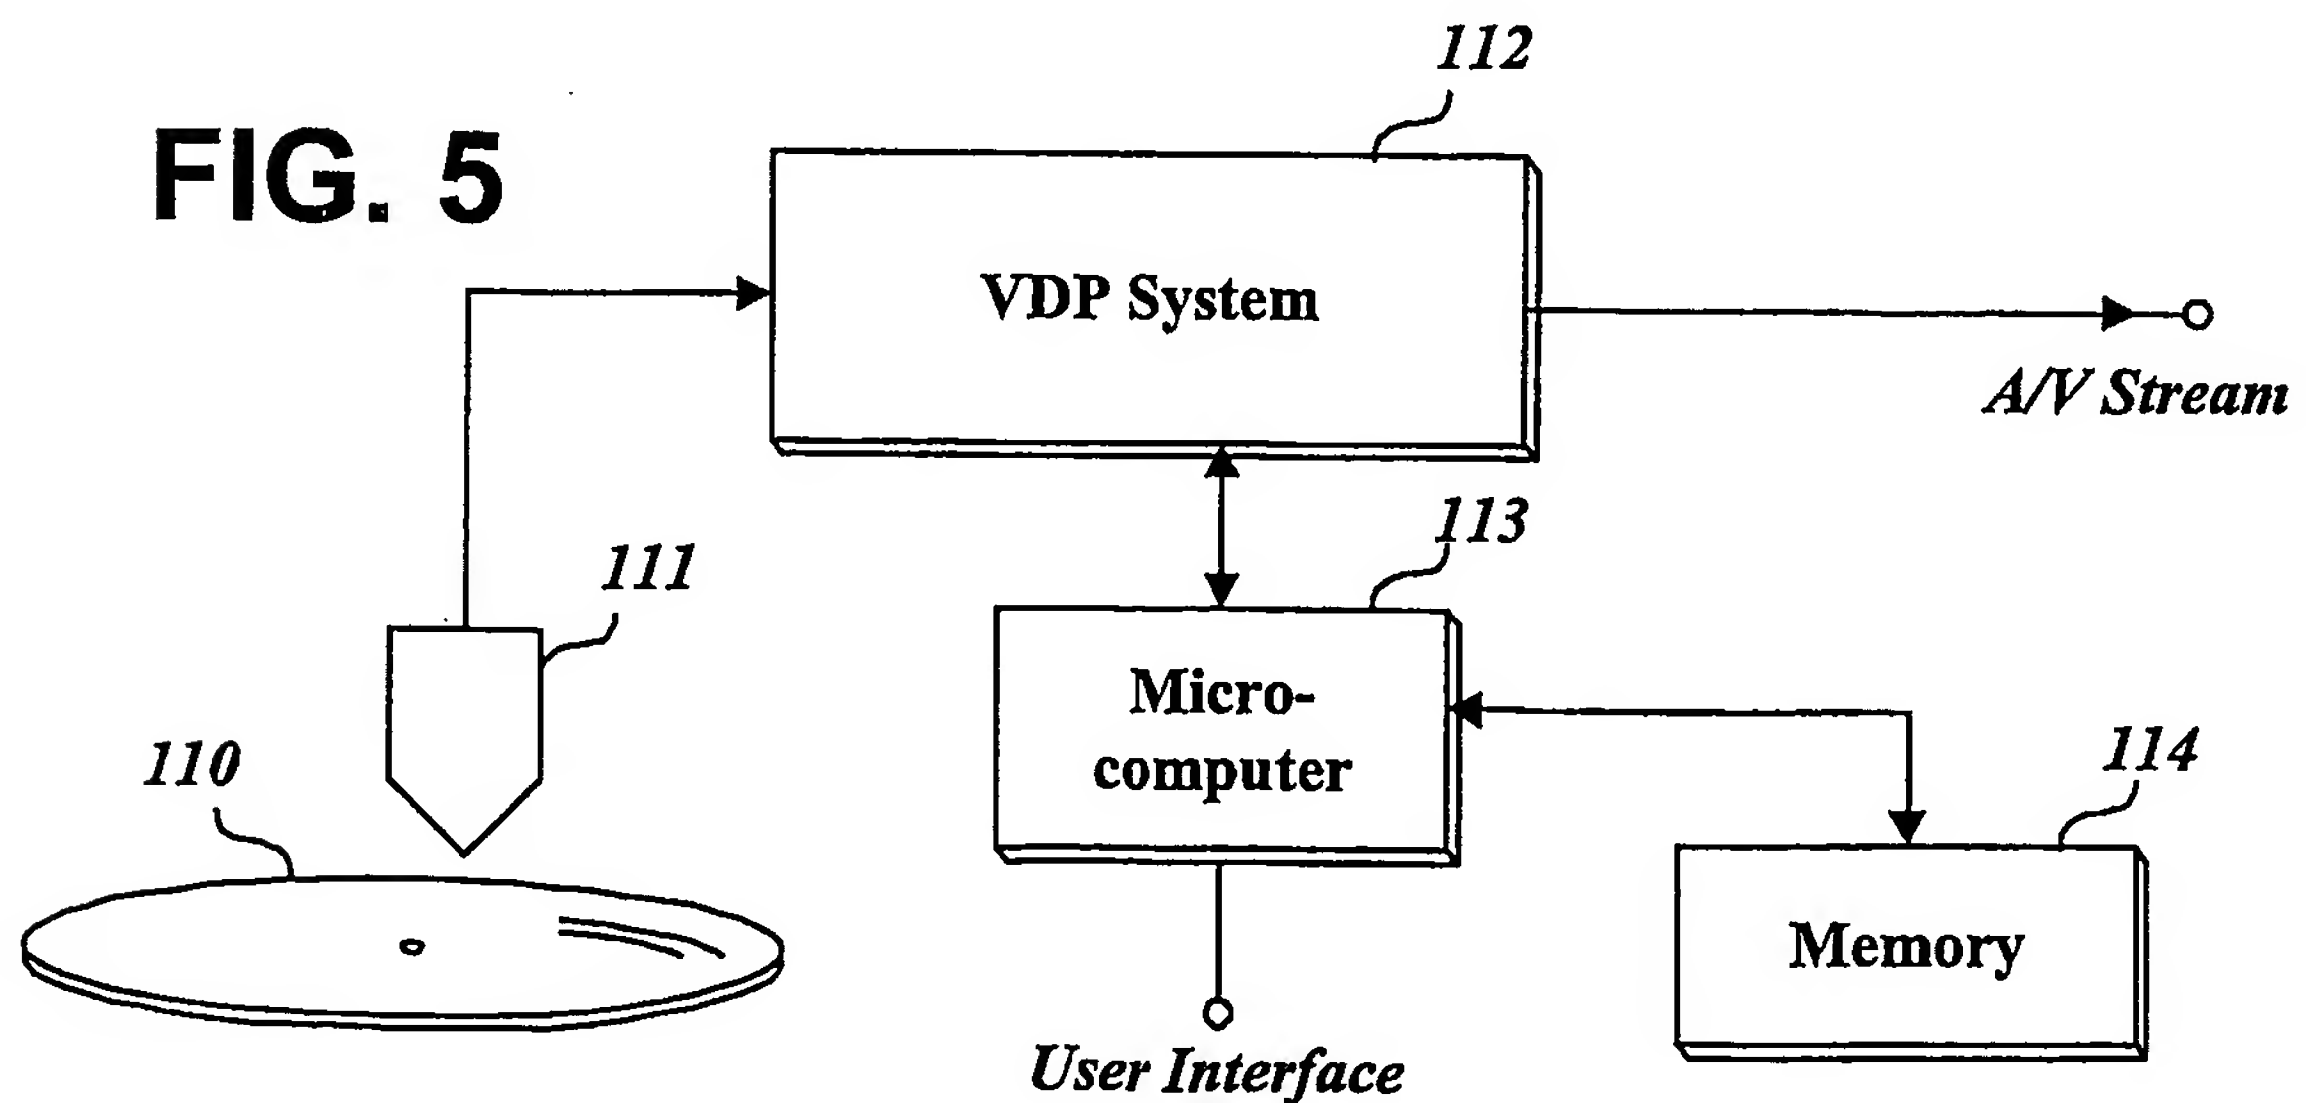 FIG. 5
112
VDP System
A/V Stream
113
111
Micro-
computer
110
114
Memory
User Interface